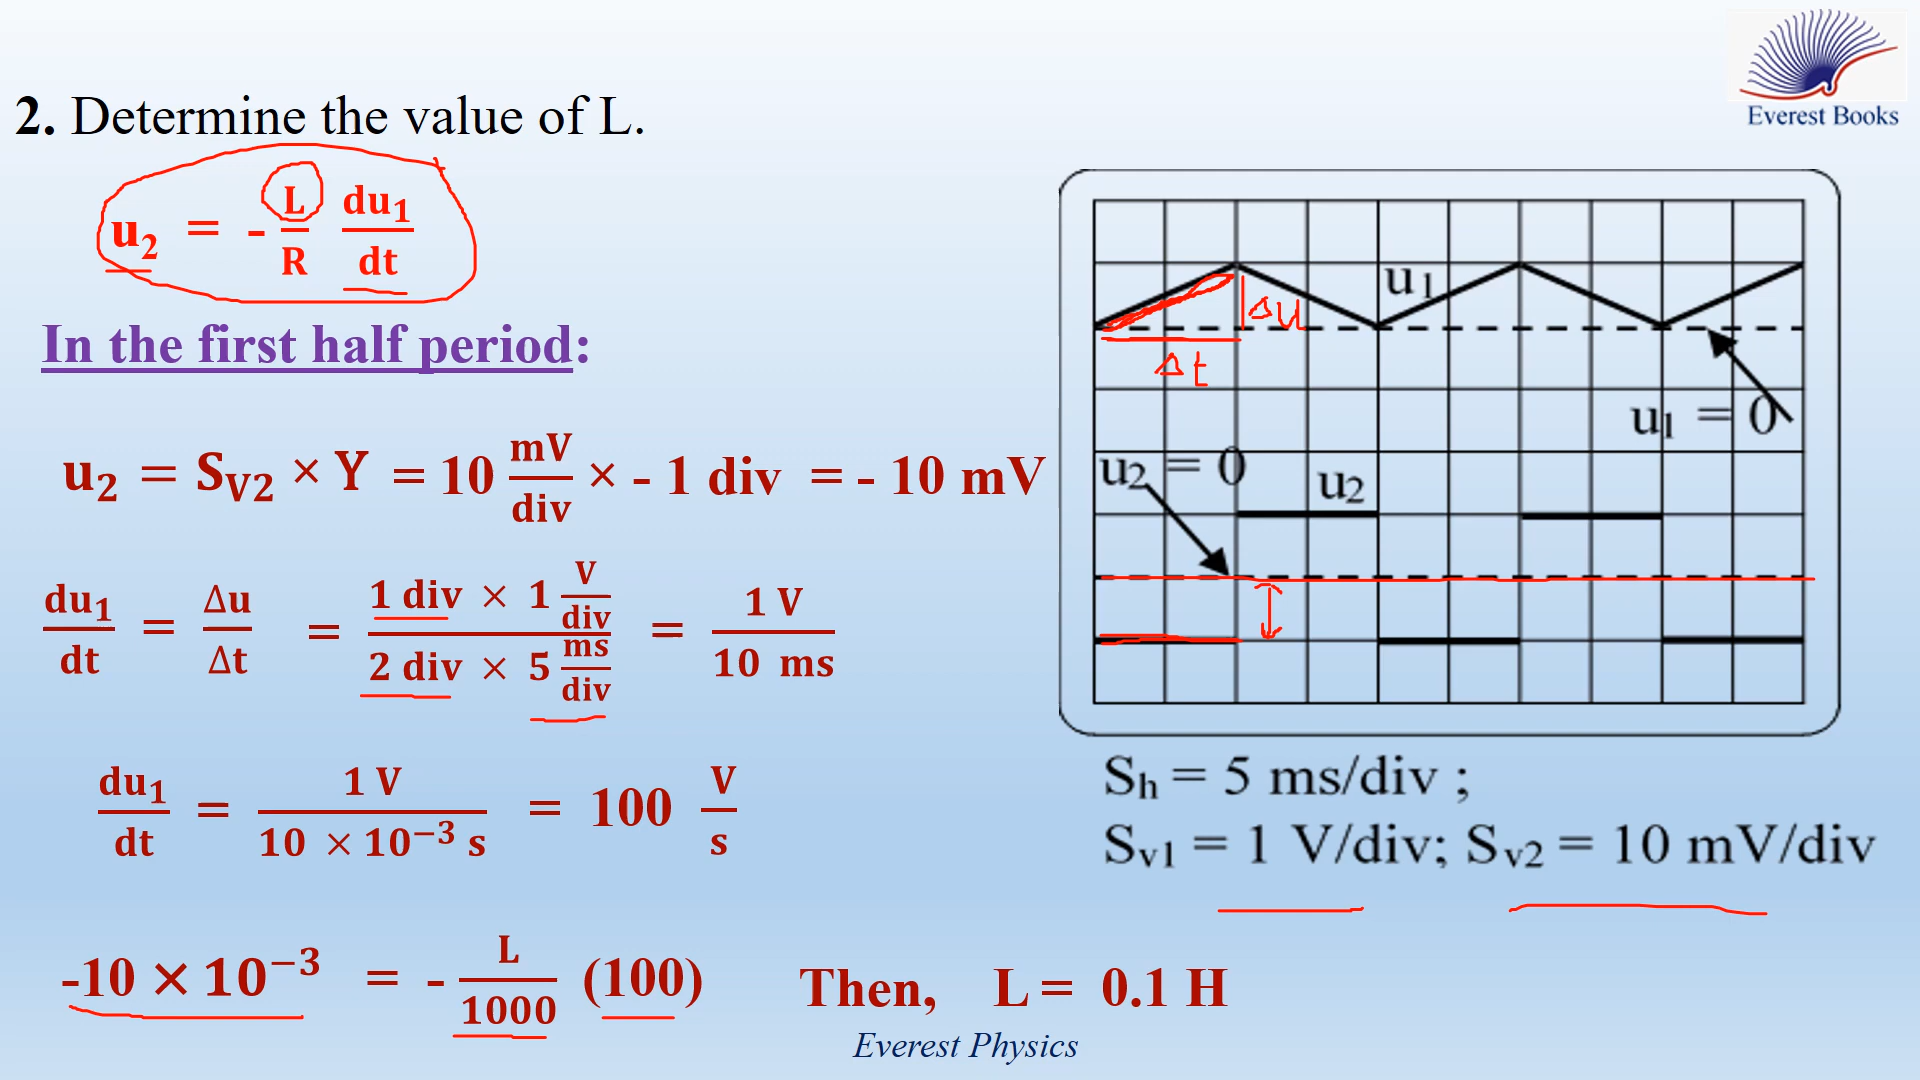 Everest Books
2. Determine the value of L.
u₂ = - L/R du₁/dt
In the first half period:
u₂ = S_V2 × Y = 10 mV/div × - 1 div = - 10 mV
du₁/dt = Δu/Δt = (1 div × 1 V/div)/(2 div × 5 ms/div) = 1 V/10 ms
du₁/dt = 1 V/(10 × 10⁻³ s) = 100 V/s
-10 × 10⁻³ = - L/1000 (100) Then, L = 0.1 H
u₁
Δu
Δt
u₁ = 0
u₂ = 0
u₂
Sh = 5 ms/div ;
Sv1 = 1 V/div; Sv2 = 10 mV/div
Everest Physics